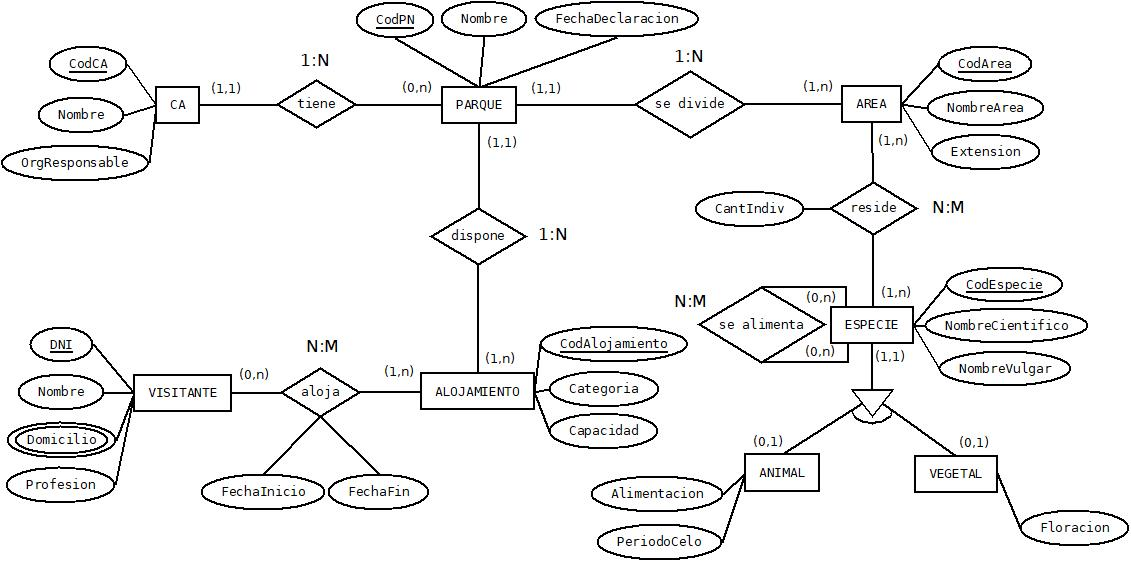 CodPN
Nombre
FechaDeclaracion
CodCA
1:N
1:N
CodArea
(1,1)
(0,n)
(1,1)
(1,n)
CA
tiene
PARQUE
se divide
AREA
Nombre
NombreArea
OrgResponsable
(1,1)
(1,n)
Extension
CantIndiv
reside
N:M
dispone
1:N
CodEspecie
(1,n)
N:M
(0,n)
se alimenta
ESPECIE
NombreCientifico
(0,n)
(1,1)
NombreVulgar
DNI
N:M
CodAlojamiento
(1,n)
(0,n)
(1,n)
Nombre
VISITANTE
aloja
ALOJAMIENTO
Categoria
Domicilio
Capacidad
(0,1)
(0,1)
Profesion
FechaInicio
FechaFin
ANIMAL
VEGETAL
Alimentacion
PeriodoCelo
Floracion